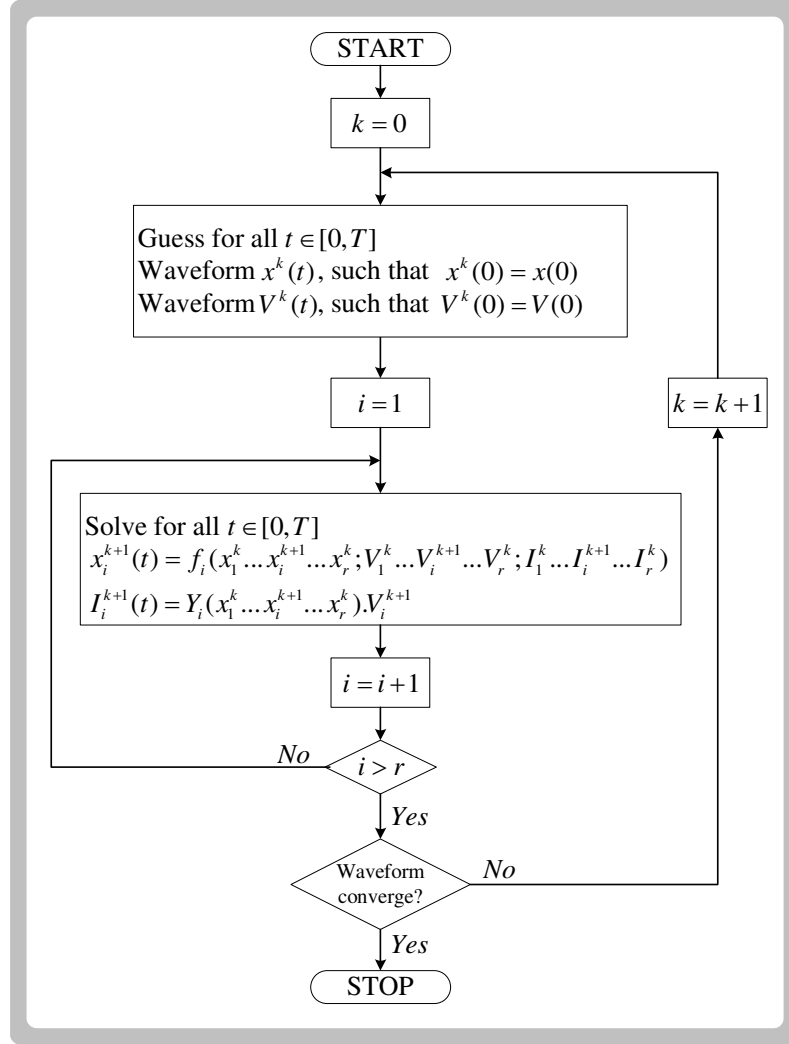 START
k = 0
Guess for all t ∈ [0, T]
Waveform x^k(t), such that x^k(0) = x(0)
Waveform V^k(t), such that V^k(0) = V(0)
i = 1
k = k + 1
Solve for all t ∈ [0, T]
x_i^{k+1}(t) = f_i(x_1^k ... x_i^{k+1} ... x_r^k; V_1^k ... V_i^{k+1} ... V_r^k; I_1^k ... I_i^{k+1} ... I_r^k)
I_i^{k+1}(t) = Y_i(x_1^k ... x_i^{k+1} ... x_r^k).V_i^{k+1}
i = i + 1
No
i > r
Yes
Waveform
converge?
No
Yes
STOP